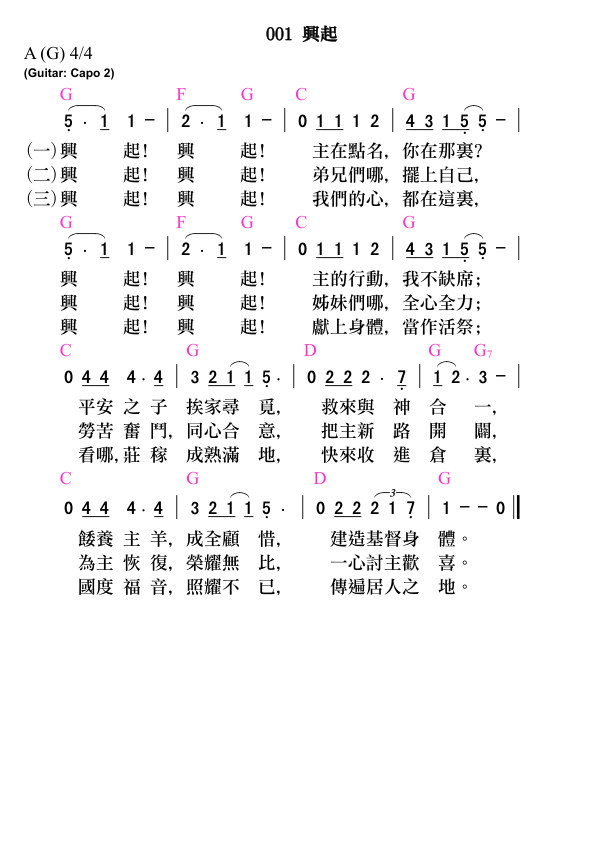 001 興起
A (G) 4/4
(Guitar: Capo 2)
G F G C G
5 . 1 1 – | 2 . 1 1 – | 0 1 1 1 2 | 4 3 1 5 5 – |
(一)興 起! 興 起! 主在點名, 你在那裏?
(二)興 起! 興 起! 弟兄們哪, 擺上自己,
(三)興 起! 興 起! 我們的心, 都在這裏,
G F G C G
5 . 1 1 – | 2 . 1 1 – | 0 1 1 1 2 | 4 3 1 5 5 – |
興 起! 興 起! 主的行動, 我不缺席;
興 起! 興 起! 姊妹們哪, 全心全力;
興 起! 興 起! 獻上身體, 當作活祭;
C G D G G7
0 4 4 4 . 4 | 3 2 1 1 5 . | 0 2 2 2 . 7 | 1 2 . 3 – |
平安 之 子 挨家尋 覓, 救來與 神 合 一,
勞苦 奮 鬥, 同心合 意, 把主新 路 開 闢,
看哪, 莊 稼 成熟滿 地, 快來收 進 倉 裏,
C G D G
0 4 4 4 . 4 | 3 2 1 1 5 . | 0 2 2 2 1 7 | 1 – – 0 ‖
3
餧養 主 羊, 成全顧 惜, 建造基督身 體。
為主 恢 復, 榮耀無 比, 一心討主歡 喜。
國度 福 音, 照耀不 已, 傳遍居人之 地。